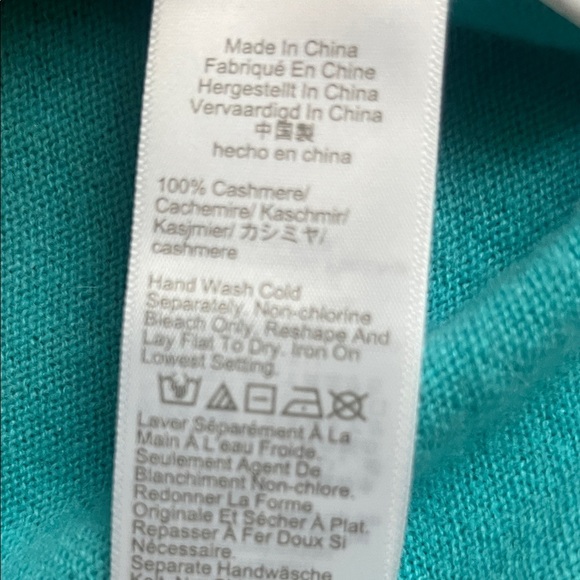 Made In China
Fabriqué En Chine
Hergestellt In China
Vervaardigd In China
中国製
hecho en china
100% Cashmere/
Cachemire/ Kaschmir/
Kasjmier/ カシミヤ/
cashmere
Hand Wash Cold
Separately. Non-chlorine
Bleach Only. Reshape And
Lay Flat To Dry. Iron On
Lowest Setting.
Laver Séparément À La
Main À L'eau Froide.
Seulement Agent De
Blanchiment Non-chlore.
Redonner La Forme
Originale Et Sécher À Plat.
Repasser À Fer Doux Si
Nécessaire.
Separate Handwäsche